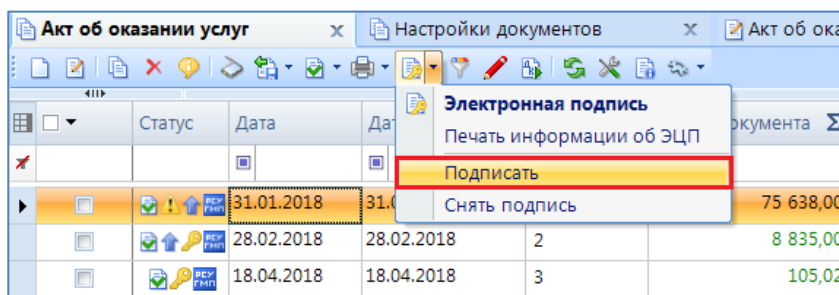 Акт об оказании услуг x Настройки документов x Акт об ока
Электронная подпись
Статус Дата Дат окумента Σ
Печать информации об ЭЦП
Подписать
31.01.2018 31.0 75 638,00
Снять подпись
28.02.2018 28.02.2018 2 8 835,00
18.04.2018 18.04.2018 3 105,02